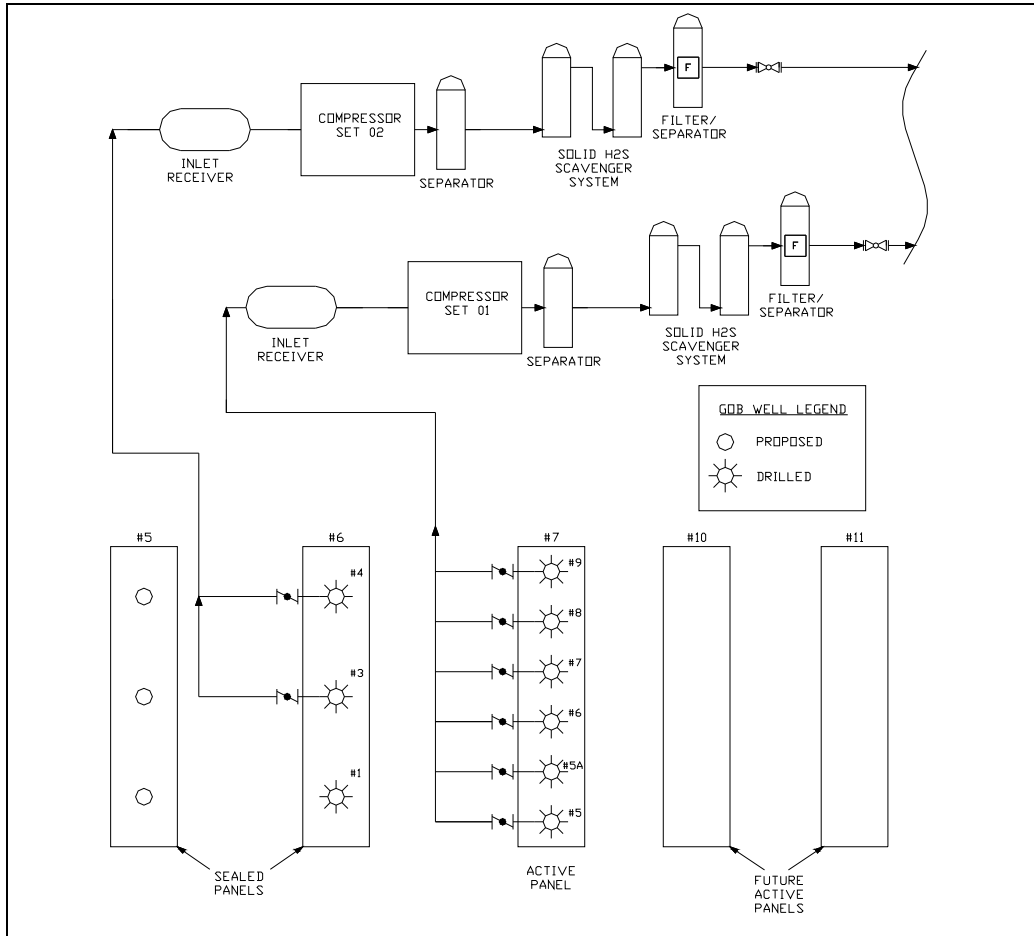 F
COMPRESSOR
SET 02
FILTER/
SEPARATOR
INLET
RECEIVER
SEPARATOR
SOLID H2S
SCAVENGER
SYSTEM
F
COMPRESSOR
SET 01
FILTER/
SEPARATOR
INLET
RECEIVER
SEPARATOR
SOLID H2S
SCAVENGER
SYSTEM
GOB WELL LEGEND
PROPOSED
DRILLED
#5
#6
#7
#10
#11
#4
#3
#1
#9
#8
#7
#6
#5A
#5
SEALED
PANELS
ACTIVE
PANEL
FUTURE
ACTIVE
PANELS